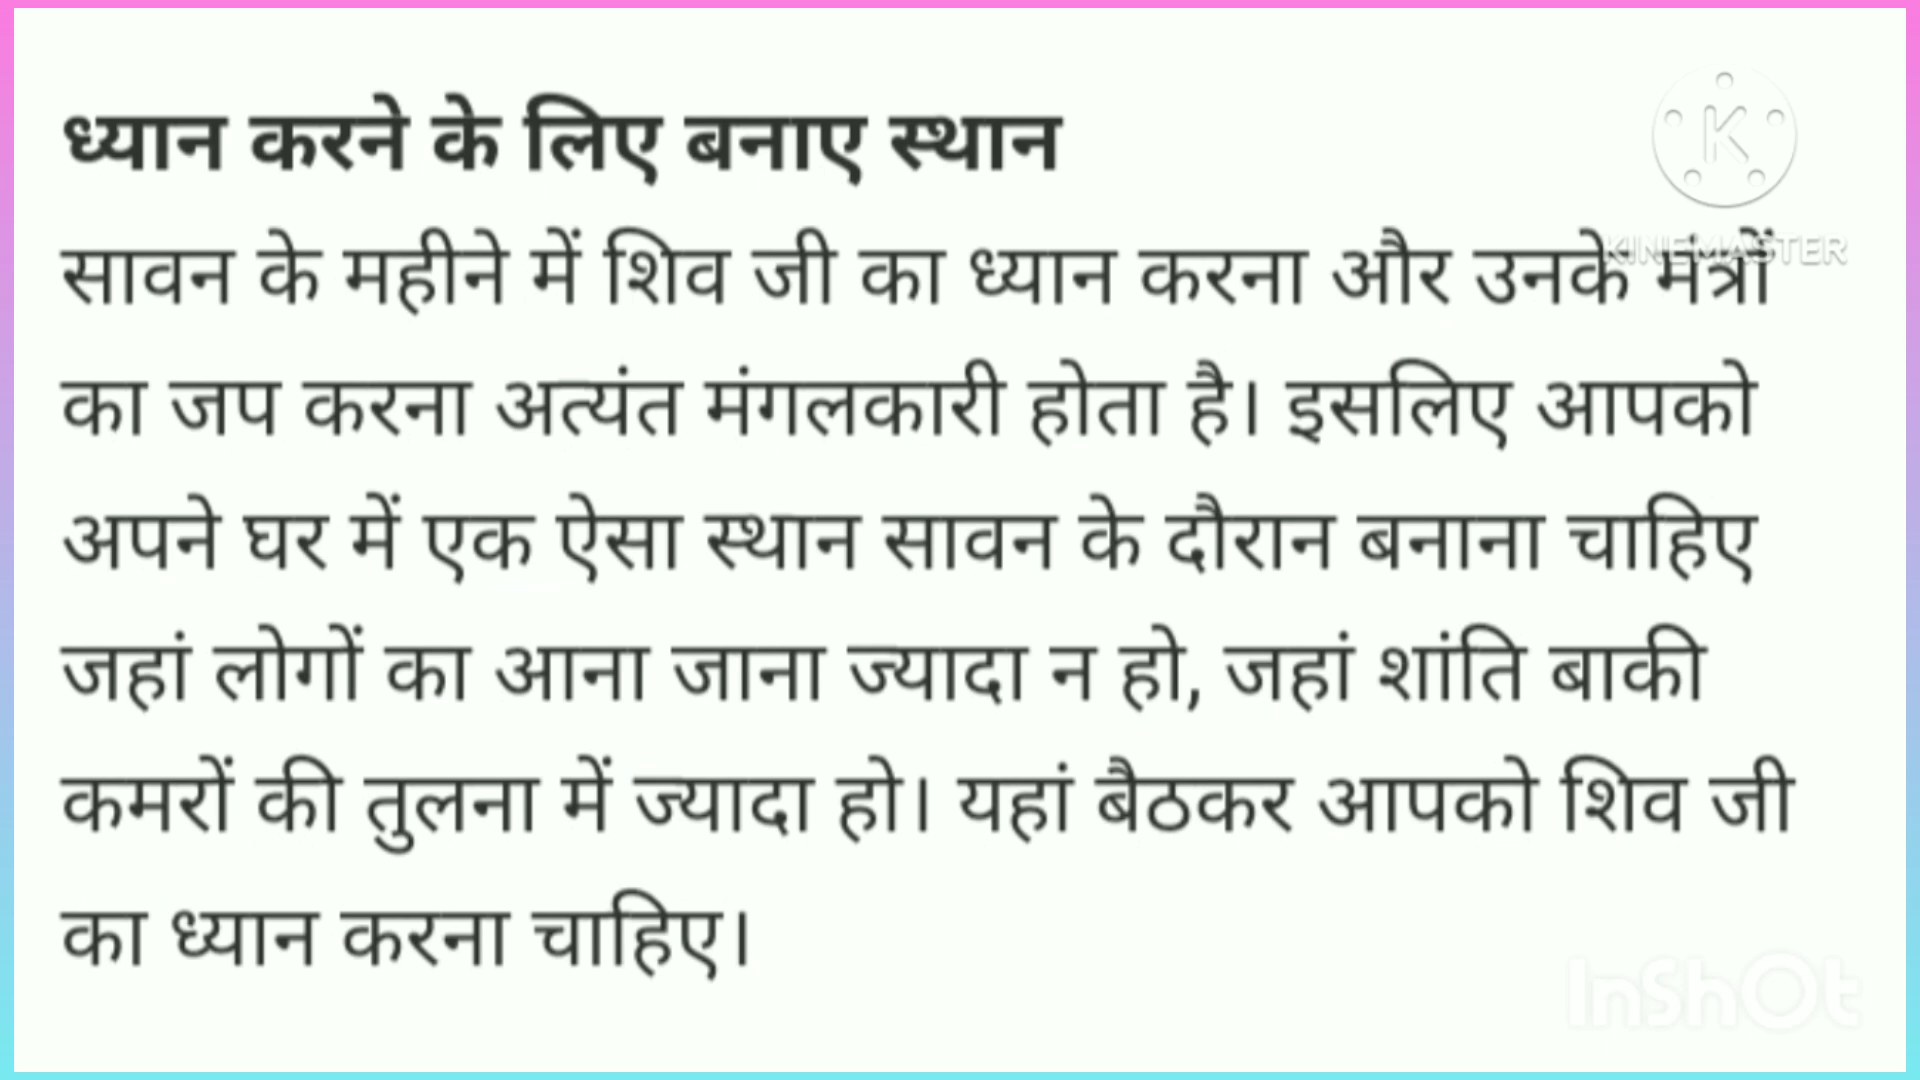 ध्यान करने के लिए बनाए स्थान
सावन के महीने में शिव जी का ध्यान करना और उनके मंत्रों
का जप करना अत्यंत मंगलकारी होता है। इसलिए आपको
अपने घर में एक ऐसा स्थान सावन के दौरान बनाना चाहिए
जहां लोगों का आना जाना ज्यादा न हो, जहां शांति बाकी
कमरों की तुलना में ज्यादा हो। यहां बैठकर आपको शिव जी
का ध्यान करना चाहिए।
K
KINEMASTER
InShOt